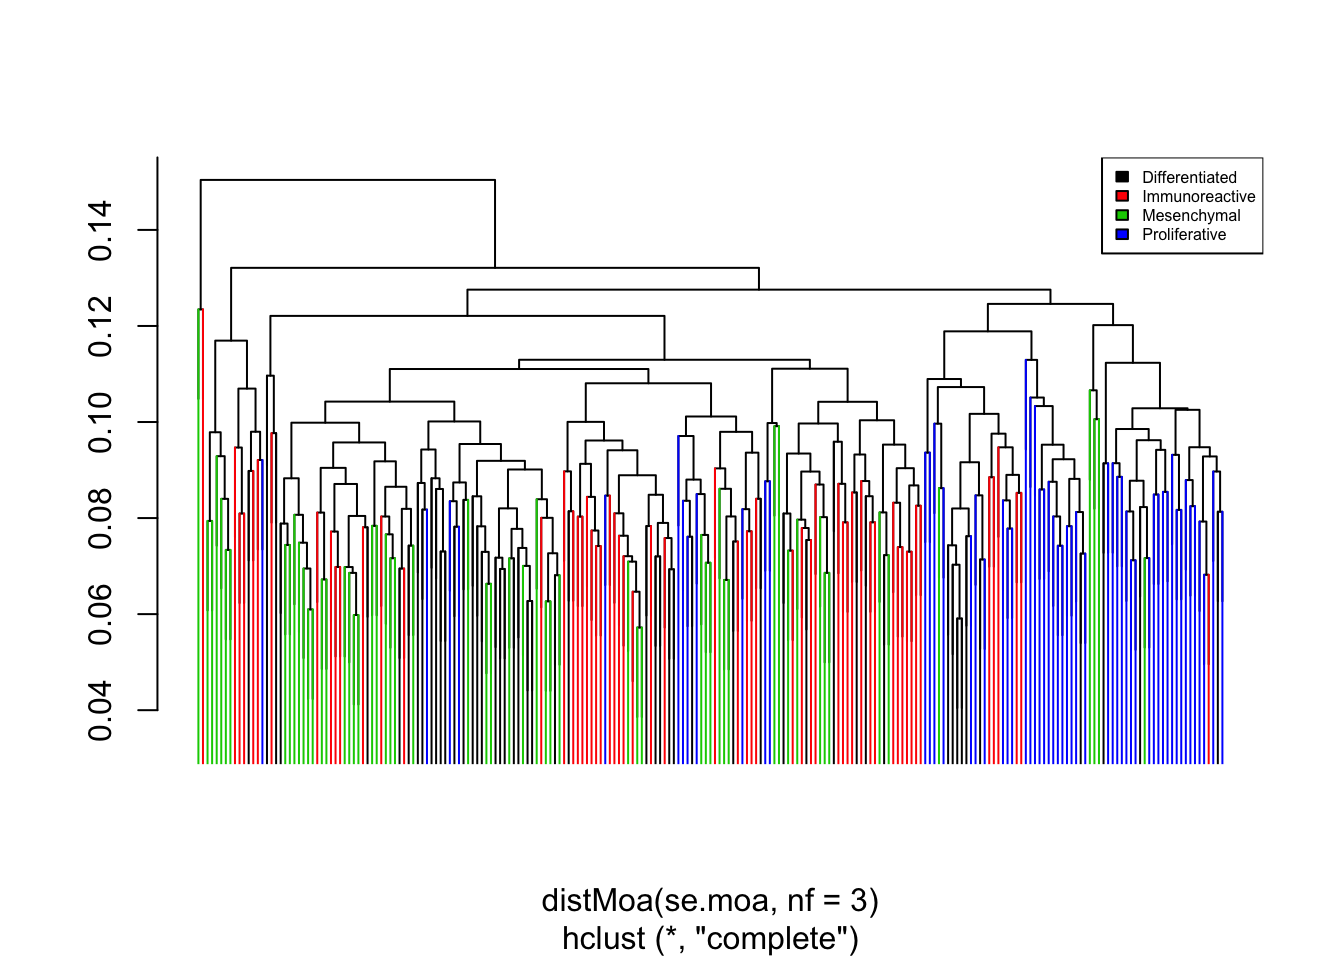 0.14
0.12
0.10
0.08
0.06
0.04
Differentiated
Immunoreactive
Mesenchymal
Proliferative
distMoa(se.moa, nf = 3)
hclust (*, "complete")